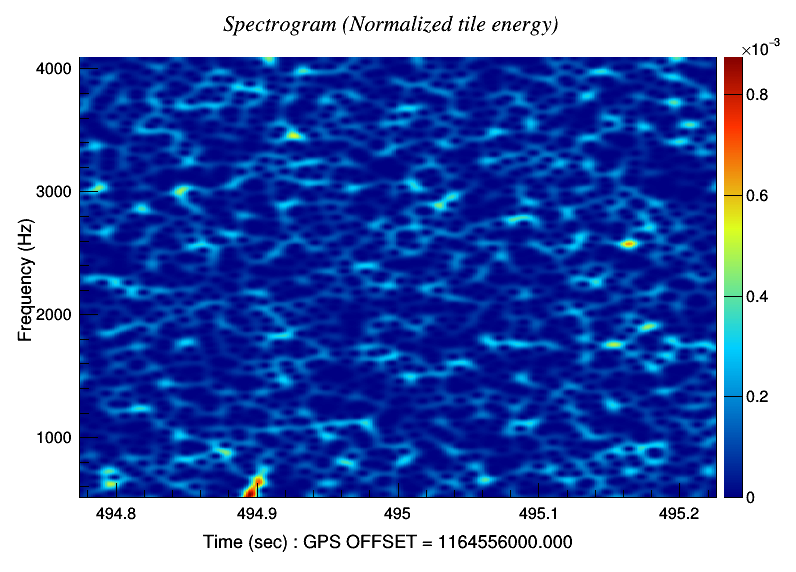 Spectrogram (Normalized tile energy)
×10⁻³
4000
3000
2000
1000
Frequency (Hz)
0.8
0.6
0.4
0.2
0
494.8 494.9 495 495.1 495.2
Time (sec) : GPS OFFSET = 1164556000.000